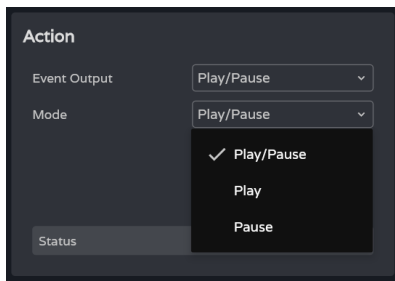 Action
Event Output Play/Pause
Mode Play/Pause
Play/Pause
Play
Pause
Status